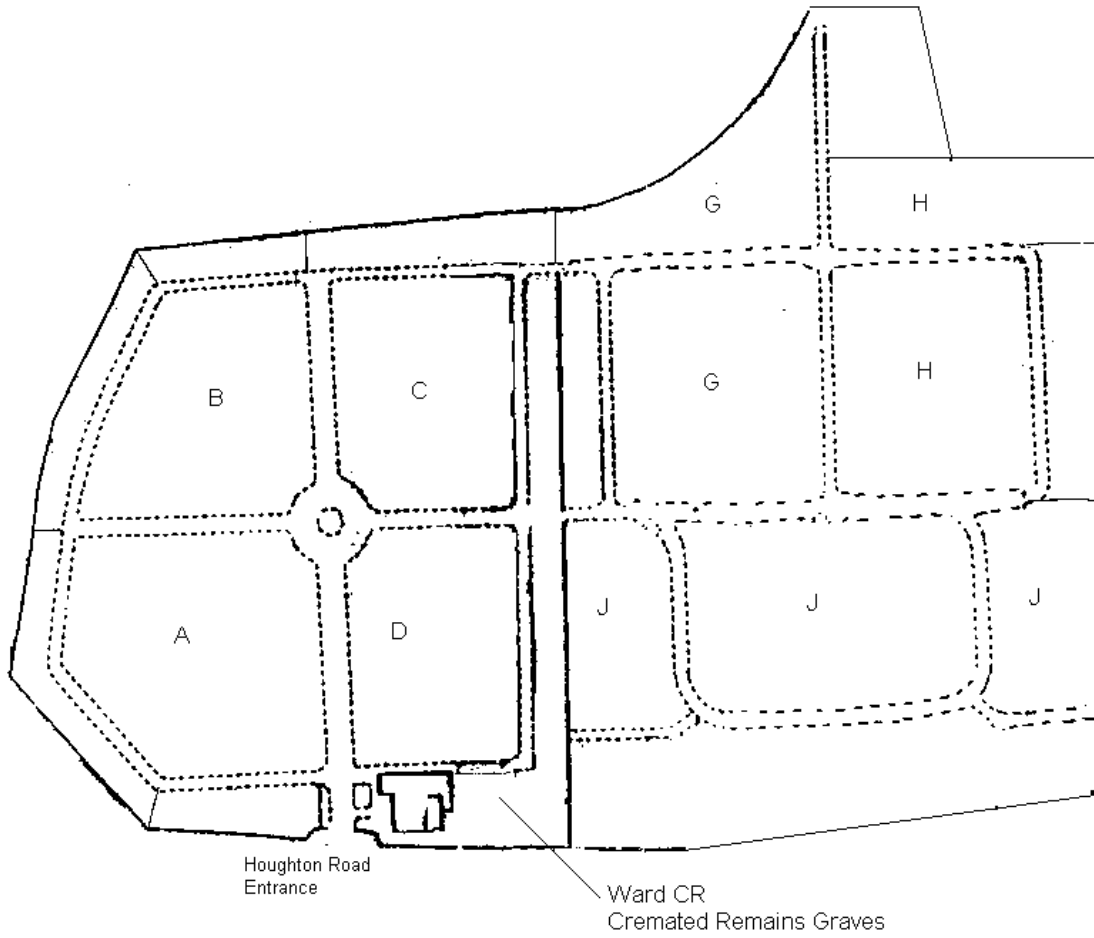 G
H
B
C
G
H
A
D
J
J
J
Houghton Road
Entrance
Ward CR
Cremated Remains Graves